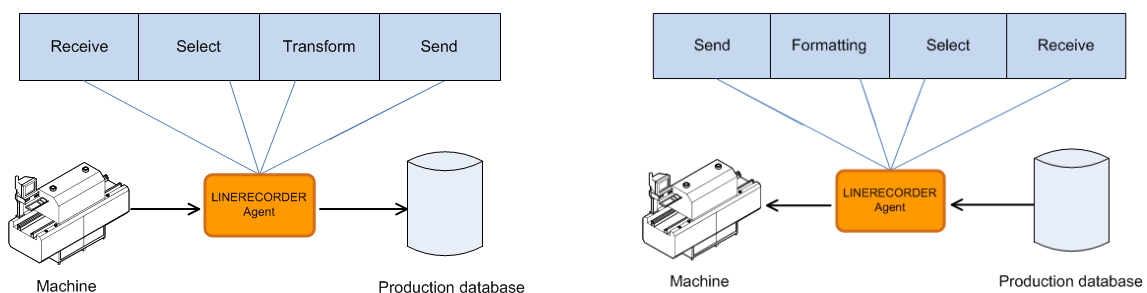 Receive
Select
Transform
Send
LINERECORDER
Agent
Machine
Production database
Send
Formatting
Select
Receive
LINERECORDER
Agent
Machine
Production database